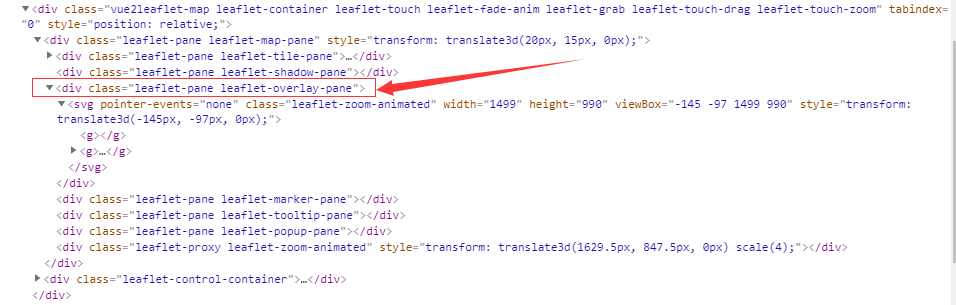 ▼<div class="vue2leaflet-map leaflet-container leaflet-touch leaflet-fade-anim leaflet-grab leaflet-touch-drag leaflet-touch-zoom" tabindex=
"0" style="position: relative;">
▼<div class="leaflet-pane leaflet-map-pane" style="transform: translate3d(20px, 15px, 0px);">
▶<div class="leaflet-pane leaflet-tile-pane">…</div>
<div class="leaflet-pane leaflet-shadow-pane"></div>
▼<div class="leaflet-pane leaflet-overlay-pane">
▼<svg pointer-events="none" class="leaflet-zoom-animated" width="1499" height="990" viewBox="-145 -97 1499 990" style="transform:
translate3d(-145px, -97px, 0px);">
<g></g>
▶<g>…</g>
</svg>
</div>
<div class="leaflet-pane leaflet-marker-pane"></div>
<div class="leaflet-pane leaflet-tooltip-pane"></div>
<div class="leaflet-pane leaflet-popup-pane"></div>
<div class="leaflet-proxy leaflet-zoom-animated" style="transform: translate3d(1629.5px, 847.5px, 0px) scale(4);"></div>
</div>
▶<div class="leaflet-control-container">…</div>
</div>